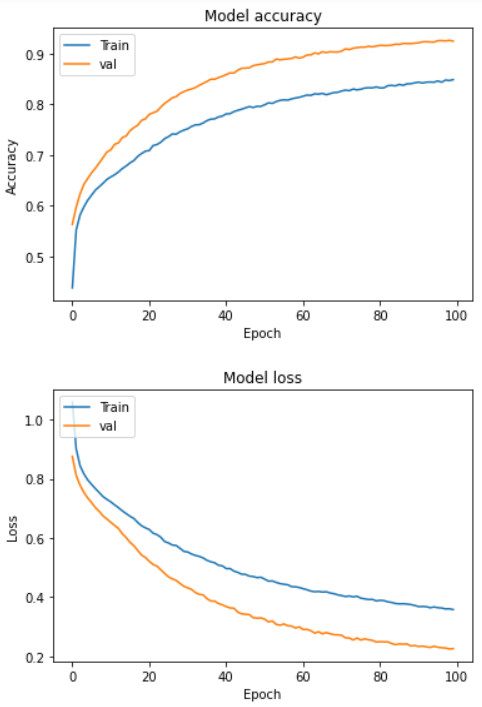 Model accuracy
Train
val
0.9
0.8
0.7
0.6
0.5
Accuracy
0 20 40 60 80 100
Epoch
Model loss
Train
val
1.0
0.8
0.6
0.4
0.2
Loss
0 20 40 60 80 100
Epoch